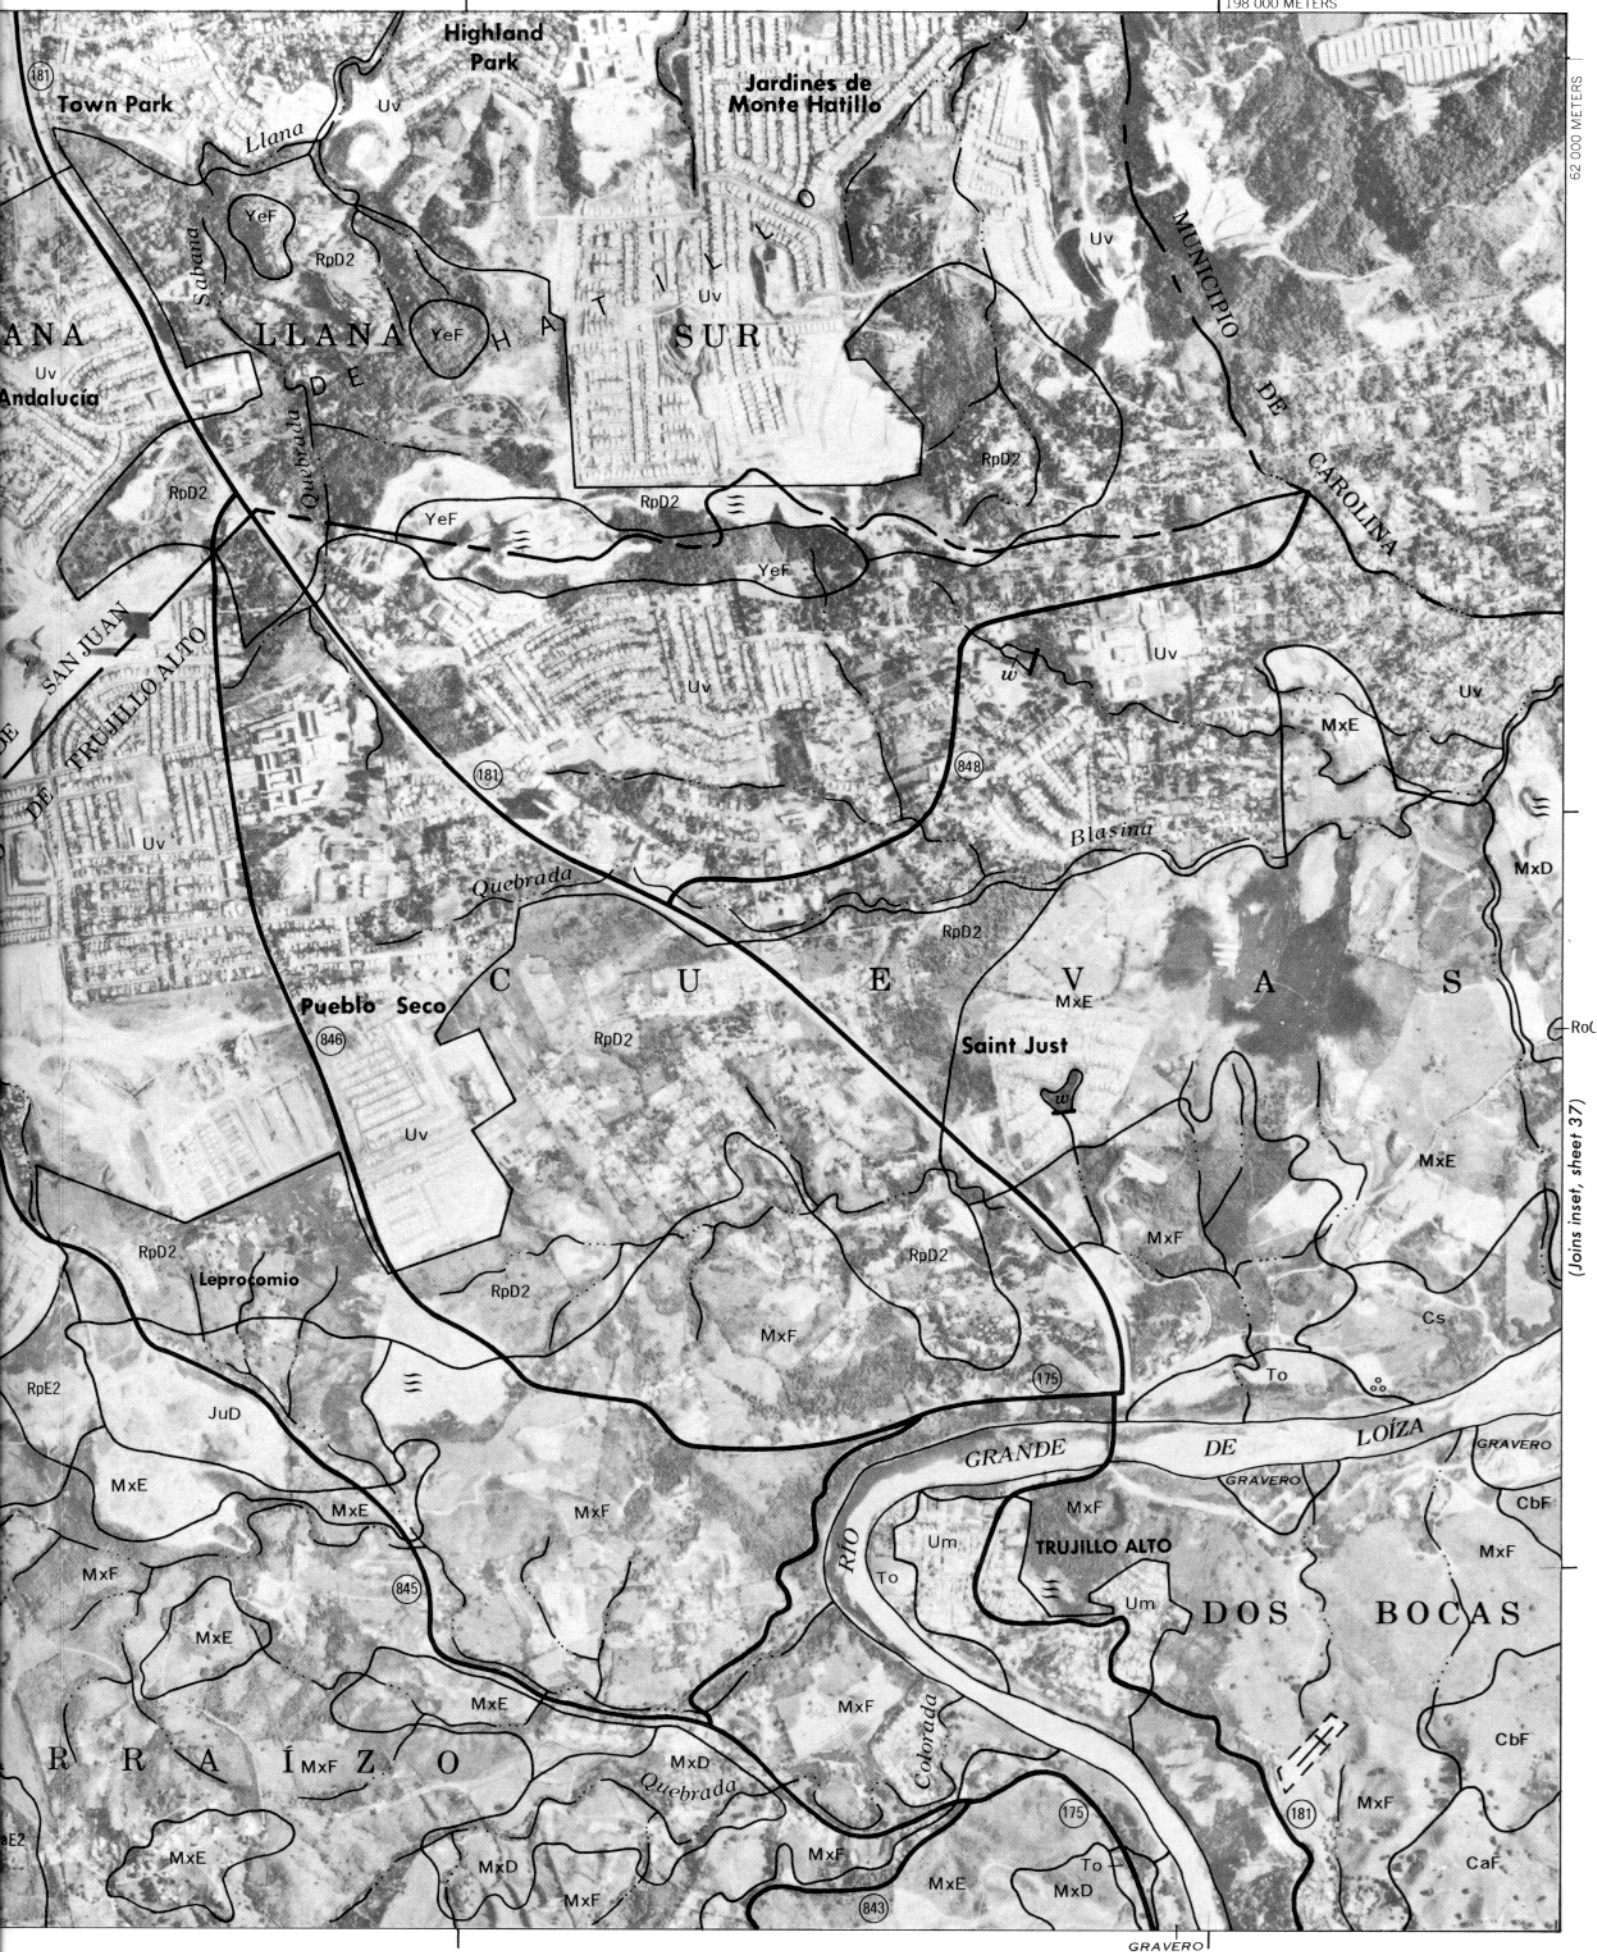 198 000 METERS
Highland
Park
181
Town Park
Uv
Jardines de
Monte Hatillo
62 000 METERS
Llana
YeF
RpD2
Sabana
Uv
MUNICIPIO
Uv
ANA
LLANA
YeF
H A T I L L O
SUR
Uv
D E
DE
Andalucía
Quebrada
RpD2
RpD2
RpD2
CAROLINA
YeF
YeF
SAN JUAN
TRUJILLO ALTO
DE
DE
Uv
w
Uv
Uv
MxE
181
848
Uv
Blasina
Quebrada
MxD
RpD2
C U E V A S
MxE
Pueblo Seco
846
RpD2
Saint Just
RoC
w
Uv
(Joins inset, sheet 37)
MxE
RpD2
MxF
RpD2
Leprocomio
RpD2
Cs
MxF
RpE2
175
To
JuD
GRANDE
DE
LOÍZA
GRAVERO
MxE
GRAVERO
MxE
MxF
MxF
CbF
RÍO
Um
TRUJILLO ALTO
MxF
MxF
845
To
Um
DOS BOCAS
MxE
MxE
MxF
Colorada
R R A Í Z O
MxF
MxD
CbF
Quebrada
175
181
MxF
aE2
MxE
MxD
MxF
MxF
MxE
To
MxD
CaF
843
GRAVERO